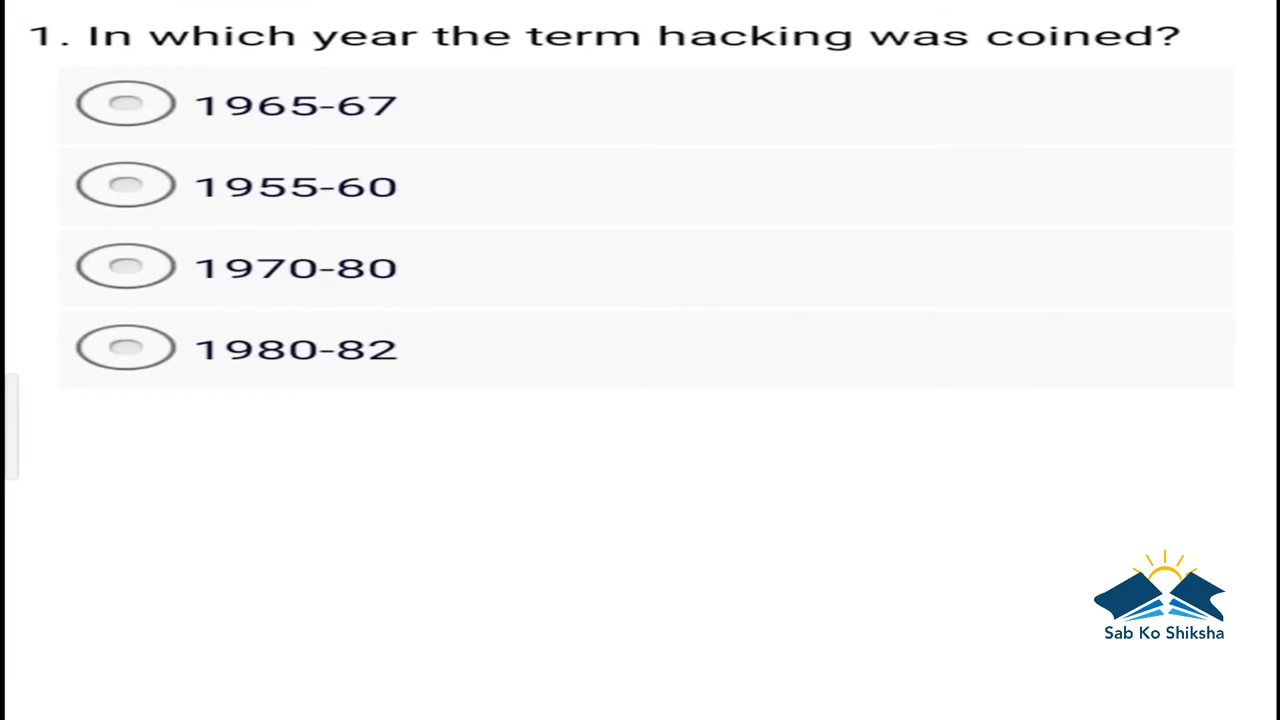 1. In which year the term hacking was coined?
1965-67
1955-60
1970-80
1980-82
Sab Ko Shiksha